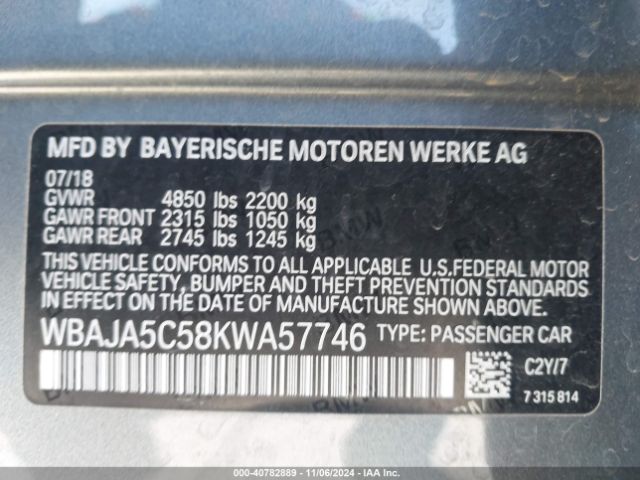 MFD BY BAYERISCHE MOTOREN WERKE AG
07/18
GVWR 4850 lbs 2200 kg
GAWR FRONT 2315 lbs 1050 kg
GAWR REAR 2745 lbs 1245 kg
THIS VEHICLE CONFORMS TO ALL APPLICABLE U.S.FEDERAL MOTOR
VEHICLE SAFETY, BUMPER AND THEFT PREVENTION STANDARDS
IN EFFECT ON THE DATE OF MANUFACTURE SHOWN ABOVE.
WBAJA5C58KWA57746 TYPE: PASSENGER CAR
C2Y/7
7 315 814
000-40782889 - 11/06/2024 - IAA Inc.